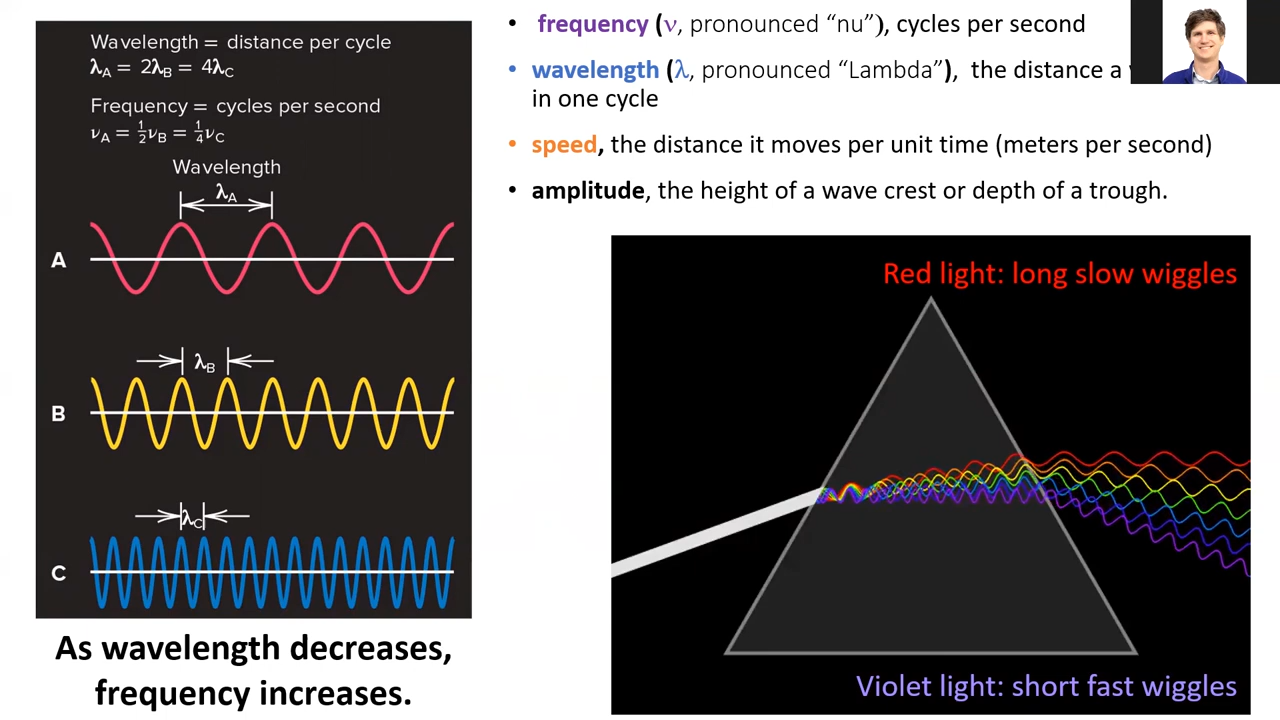 Wavelength = distance per cycle
λA = 2λB = 4λC
Frequency = cycles per second
νA = 1/2νB = 1/4νC
Wavelength
λA
A
λB
B
λC
C
As wavelength decreases,
frequency increases.
• frequency (ν, pronounced “nu”), cycles per second
• wavelength (λ, pronounced “Lambda”), the distance a
in one cycle
• speed, the distance it moves per unit time (meters per second)
• amplitude, the height of a wave crest or depth of a trough.
Red light: long slow wiggles
Violet light: short fast wiggles